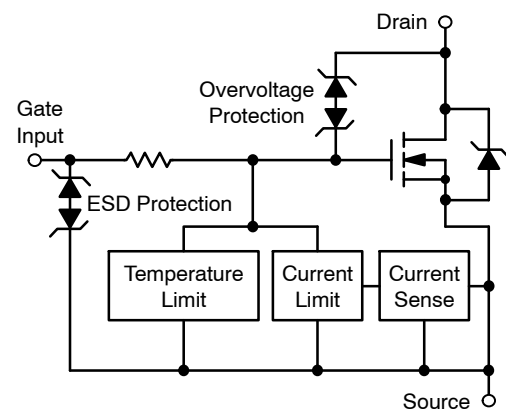 Drain
Overvoltage
Protection
Gate
Input
ESD Protection
Temperature
Limit
Current
Limit
Current
Sense
Source